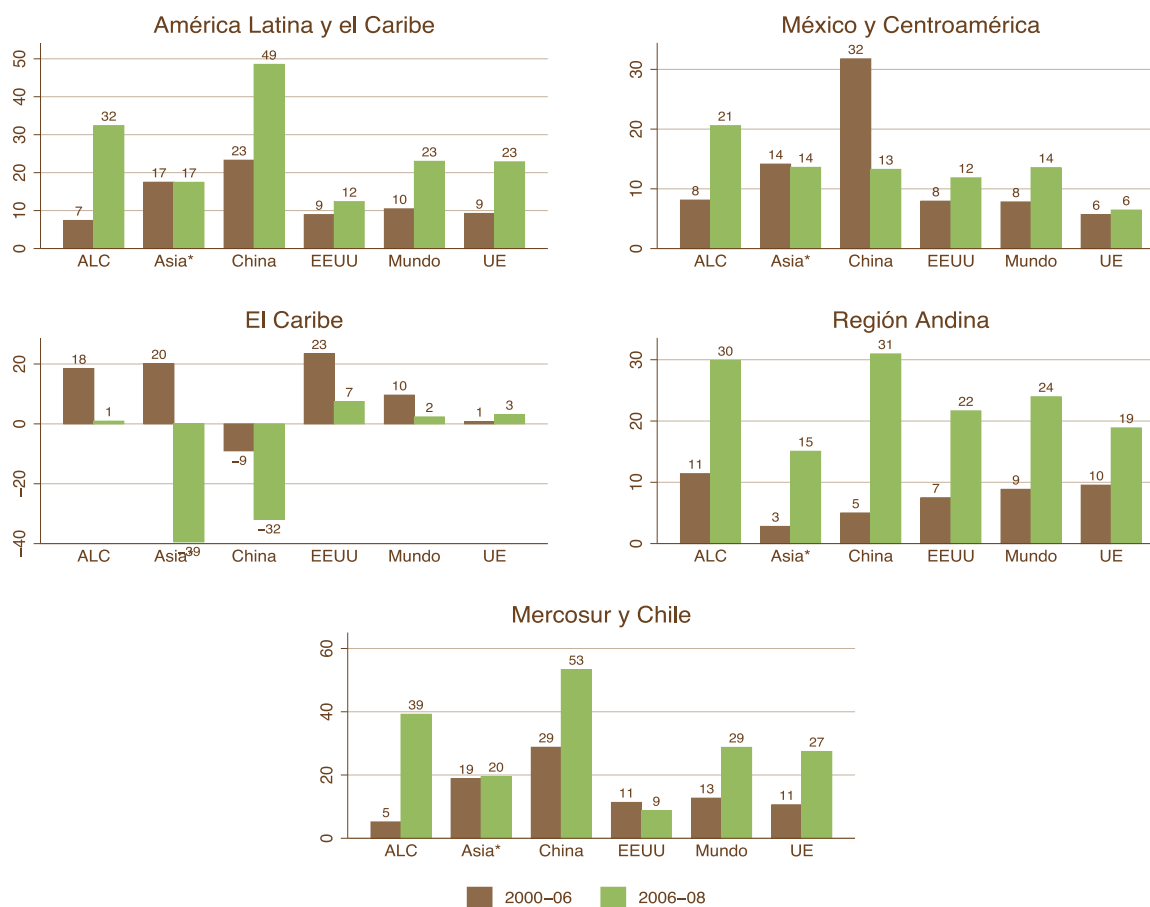 América Latina y el Caribe
50
40
30
20
10
0
7
32
17
17
23
49
9
12
10
23
9
23
ALC
Asia*
China
EEUU
Mundo
UE
México y Centroamérica
30
20
10
0
8
21
14
14
32
13
8
12
8
14
6
6
ALC
Asia*
China
EEUU
Mundo
UE
El Caribe
20
0
−20
−40
18
1
20
−39
−9
−32
23
7
10
2
1
3
ALC
Asia*
China
EEUU
Mundo
UE
Región Andina
30
20
10
0
11
30
3
15
5
31
7
22
9
24
10
19
ALC
Asia*
China
EEUU
Mundo
UE
Mercosur y Chile
60
40
20
0
5
39
19
20
29
53
11
9
13
29
11
27
ALC
Asia*
China
EEUU
Mundo
UE
2000−06
2006−08